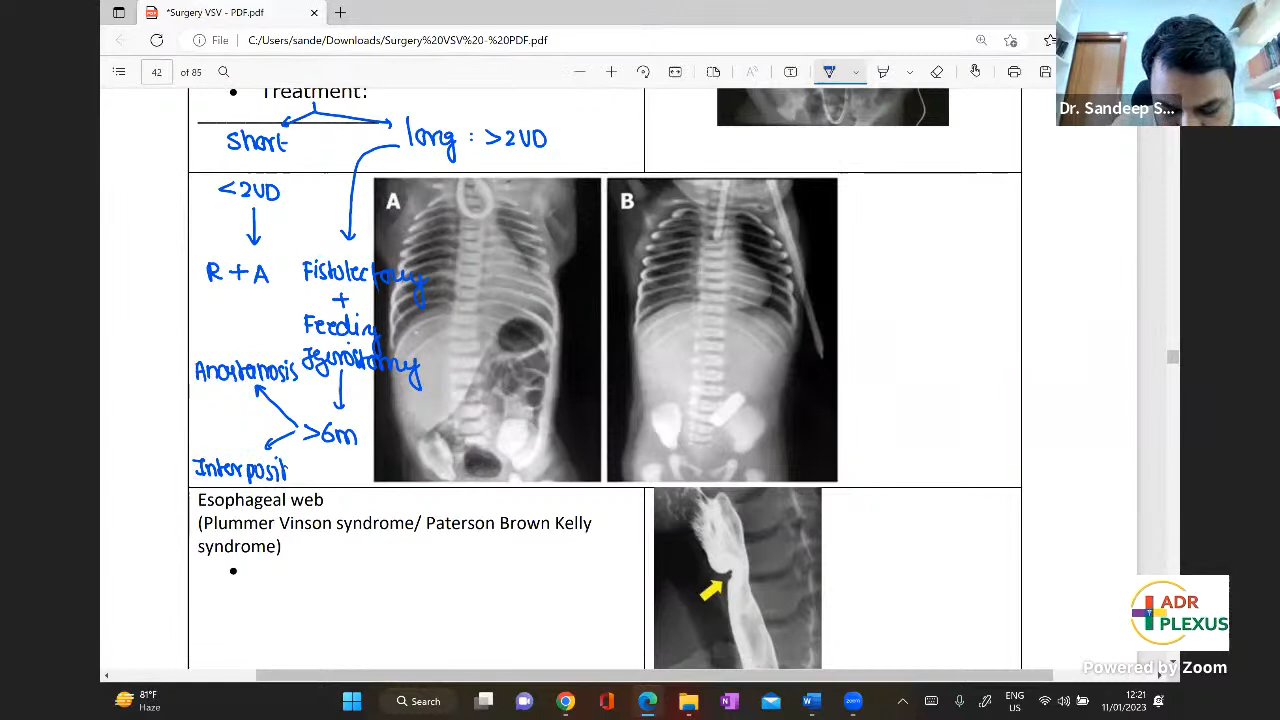 *Surgery VSV - PDF.pdf
File C:/Users/sande/Downloads/Surgery%20VSV%20-%20PDF.pdf
42 of 85
Dr. Sandeep S...
Treatment:
Short
long : >2VD
<2VD
A
B
R + A
Fistolectomy
+
Feeding
Jejunostomy
Anastamosis
>6m
Interposit
Esophageal web
(Plummer Vinson syndrome/ Paterson Brown Kelly
syndrome)
ADR
PLEXUS
Powered by Zoom
81°F
Haze
Search
ENG
US
12:21
11/01/2023